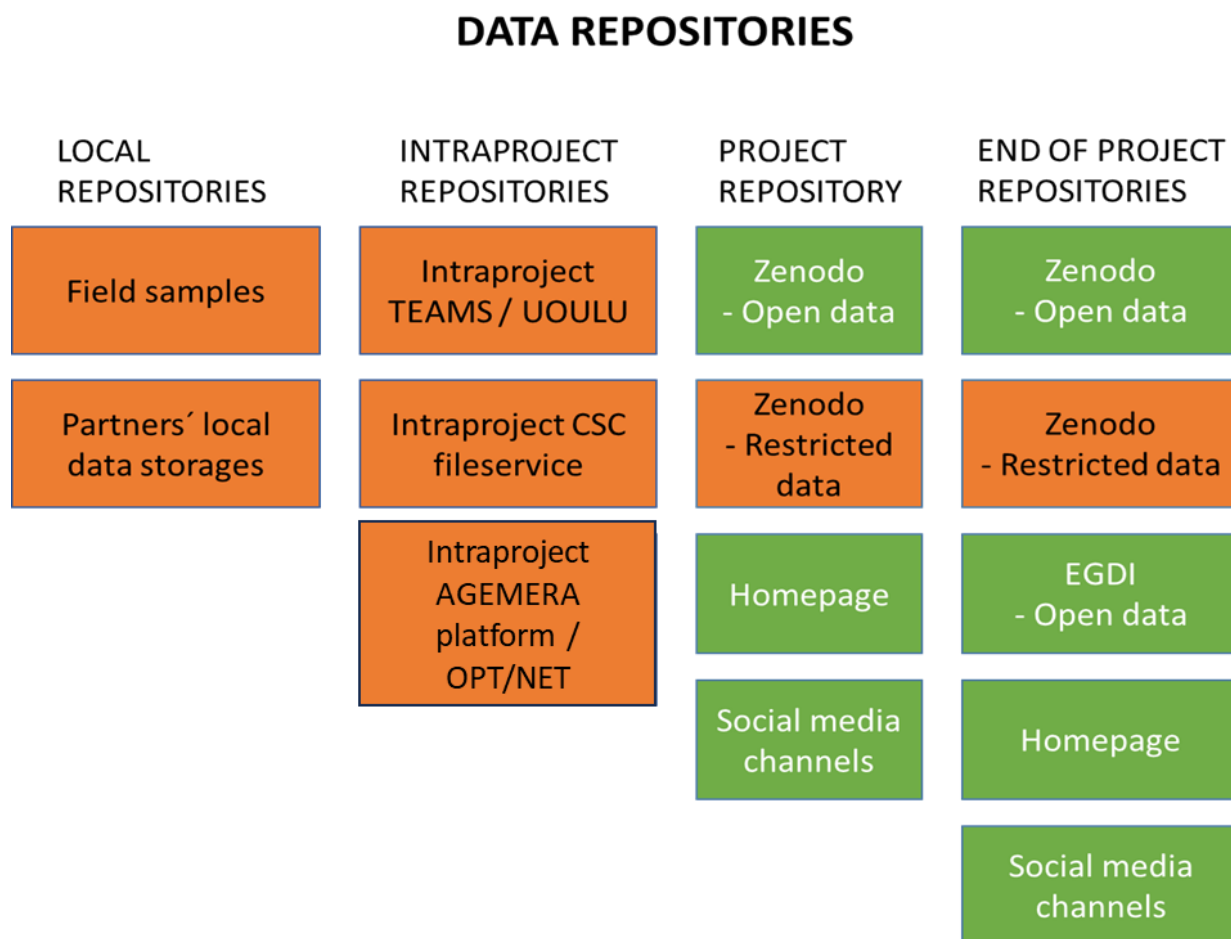 DATA REPOSITORIES
LOCAL
REPOSITORIES
Field samples
Partners´ local
data storages
INTRAPROJECT
REPOSITORIES
Intraproject
TEAMS / UOULU
Intraproject CSC
fileservice
Intraproject
AGEMERA
platform /
OPT/NET
PROJECT
REPOSITORY
Zenodo
- Open data
Zenodo
- Restricted
data
Homepage
Social media
channels
END OF PROJECT
REPOSITORIES
Zenodo
- Open data
Zenodo
- Restricted data
EGDI
- Open data
Homepage
Social media
channels